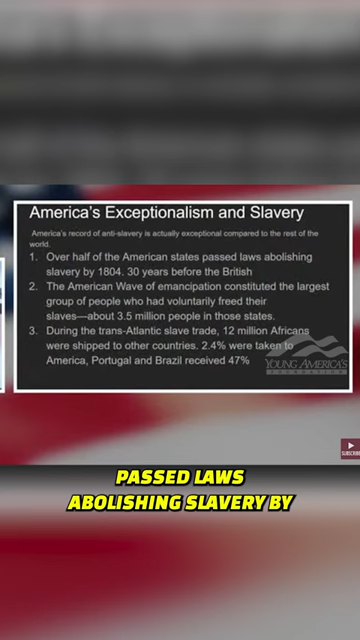 America's Exceptionalism and Slavery
America's record of anti-slavery is actually exceptional compared to the rest of the
world.
1. Over half of the American states passed laws abolishing
slavery by 1804. 30 years before the British
2. The American Wave of emancipation constituted the largest
group of people who had voluntarily freed their
slaves—about 3.5 million people in those states.
3. During the trans-Atlantic slave trade, 12 million Africans
were shipped to other countries. 2.4% were taken to
America, Portugal and Brazil received 47%
YOUNG AMERICA'S
FOUNDATION
SUBSCRIBE
PASSED LAWS
ABOLISHING SLAVERY BY